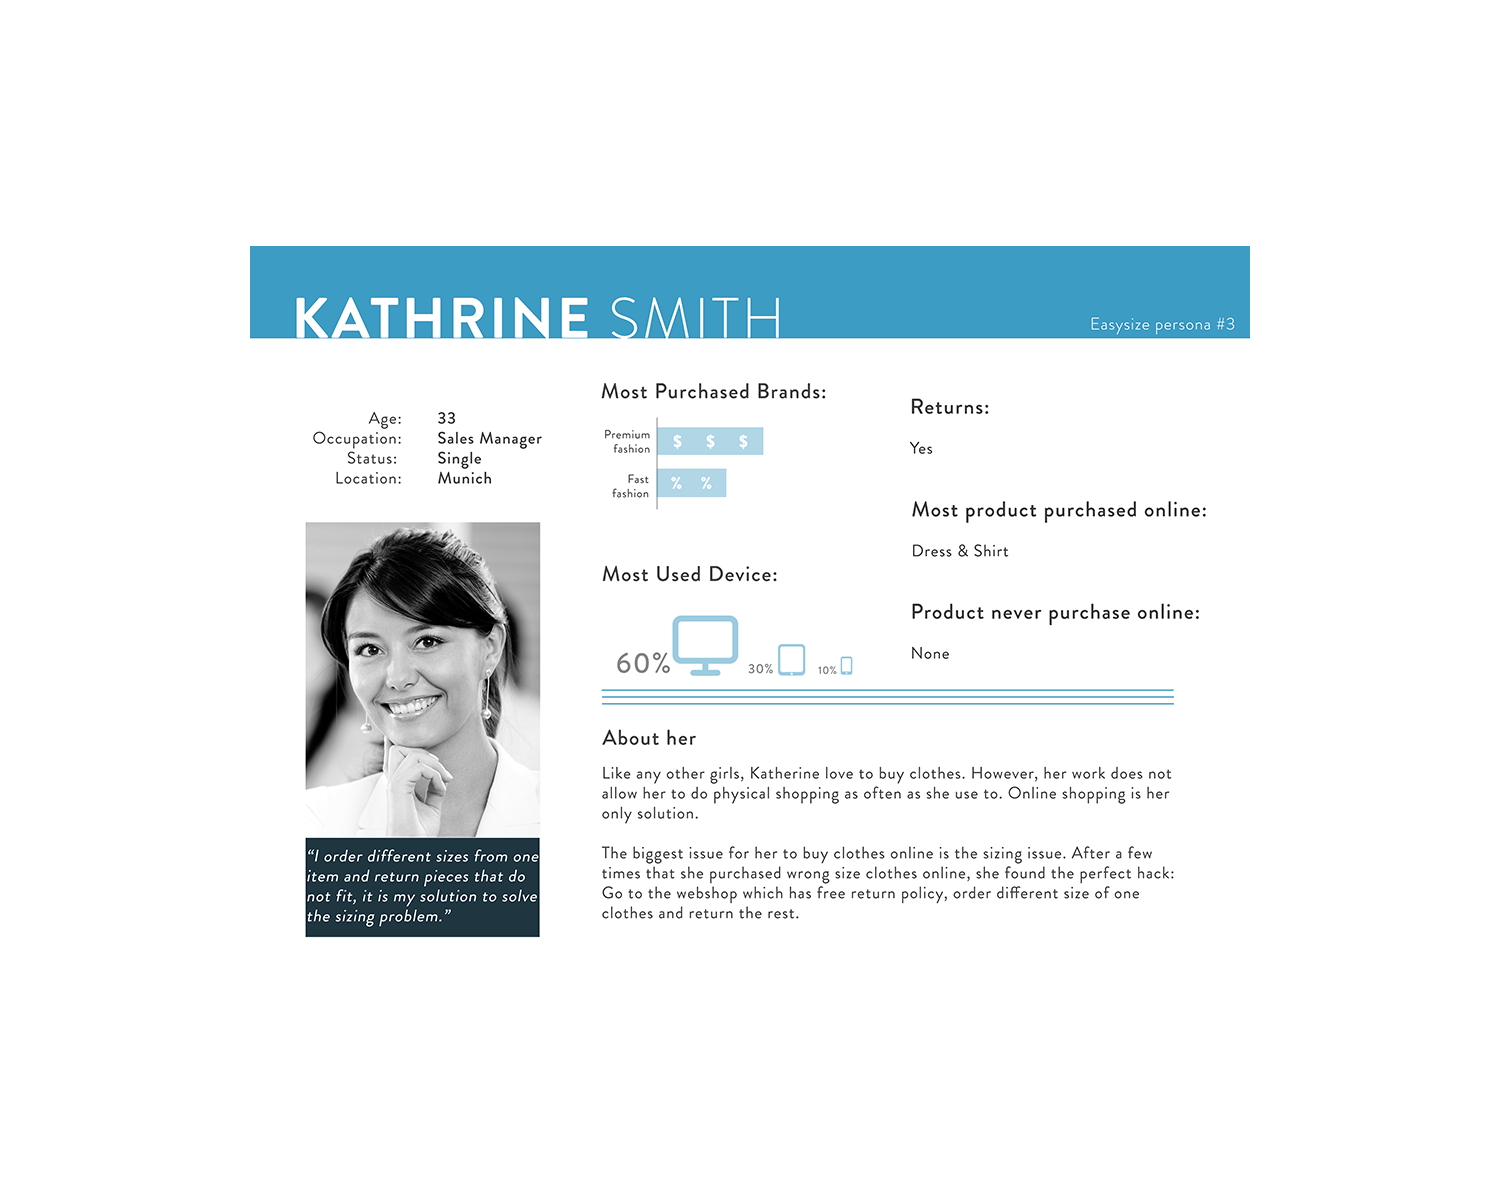 KATHRINE SMITH
Easysize persona #3
Age: 33
Occupation: Sales Manager
Status: Single
Location: Munich
“I order different sizes from one
item and return pieces that do
not fit, it is my solution to solve
the sizing problem.”
Most Purchased Brands:
Premium
fashion
$ $ $
Fast
fashion
% %
Most Used Device:
60%
30%
10%
Returns:
Yes
Most product purchased online:
Dress & Shirt
Product never purchase online:
None
About her
Like any other girls, Katherine love to buy clothes. However, her work does not
allow her to do physical shopping as often as she use to. Online shopping is her
only solution.
The biggest issue for her to buy clothes online is the sizing issue. After a few
times that she purchased wrong size clothes online, she found the perfect hack:
Go to the webshop which has free return policy, order different size of one
clothes and return the rest.